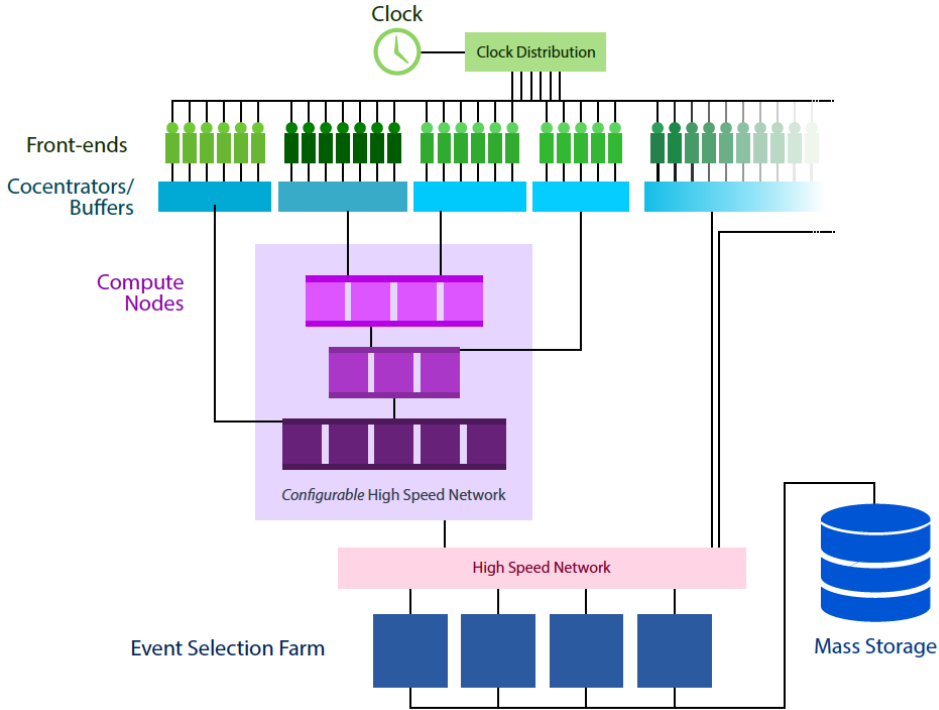 Clock
Clock Distribution
Front-ends
Cocentrators/
Buffers
Compute
Nodes
Configurable High Speed Network
High Speed Network
Event Selection Farm
Mass Storage